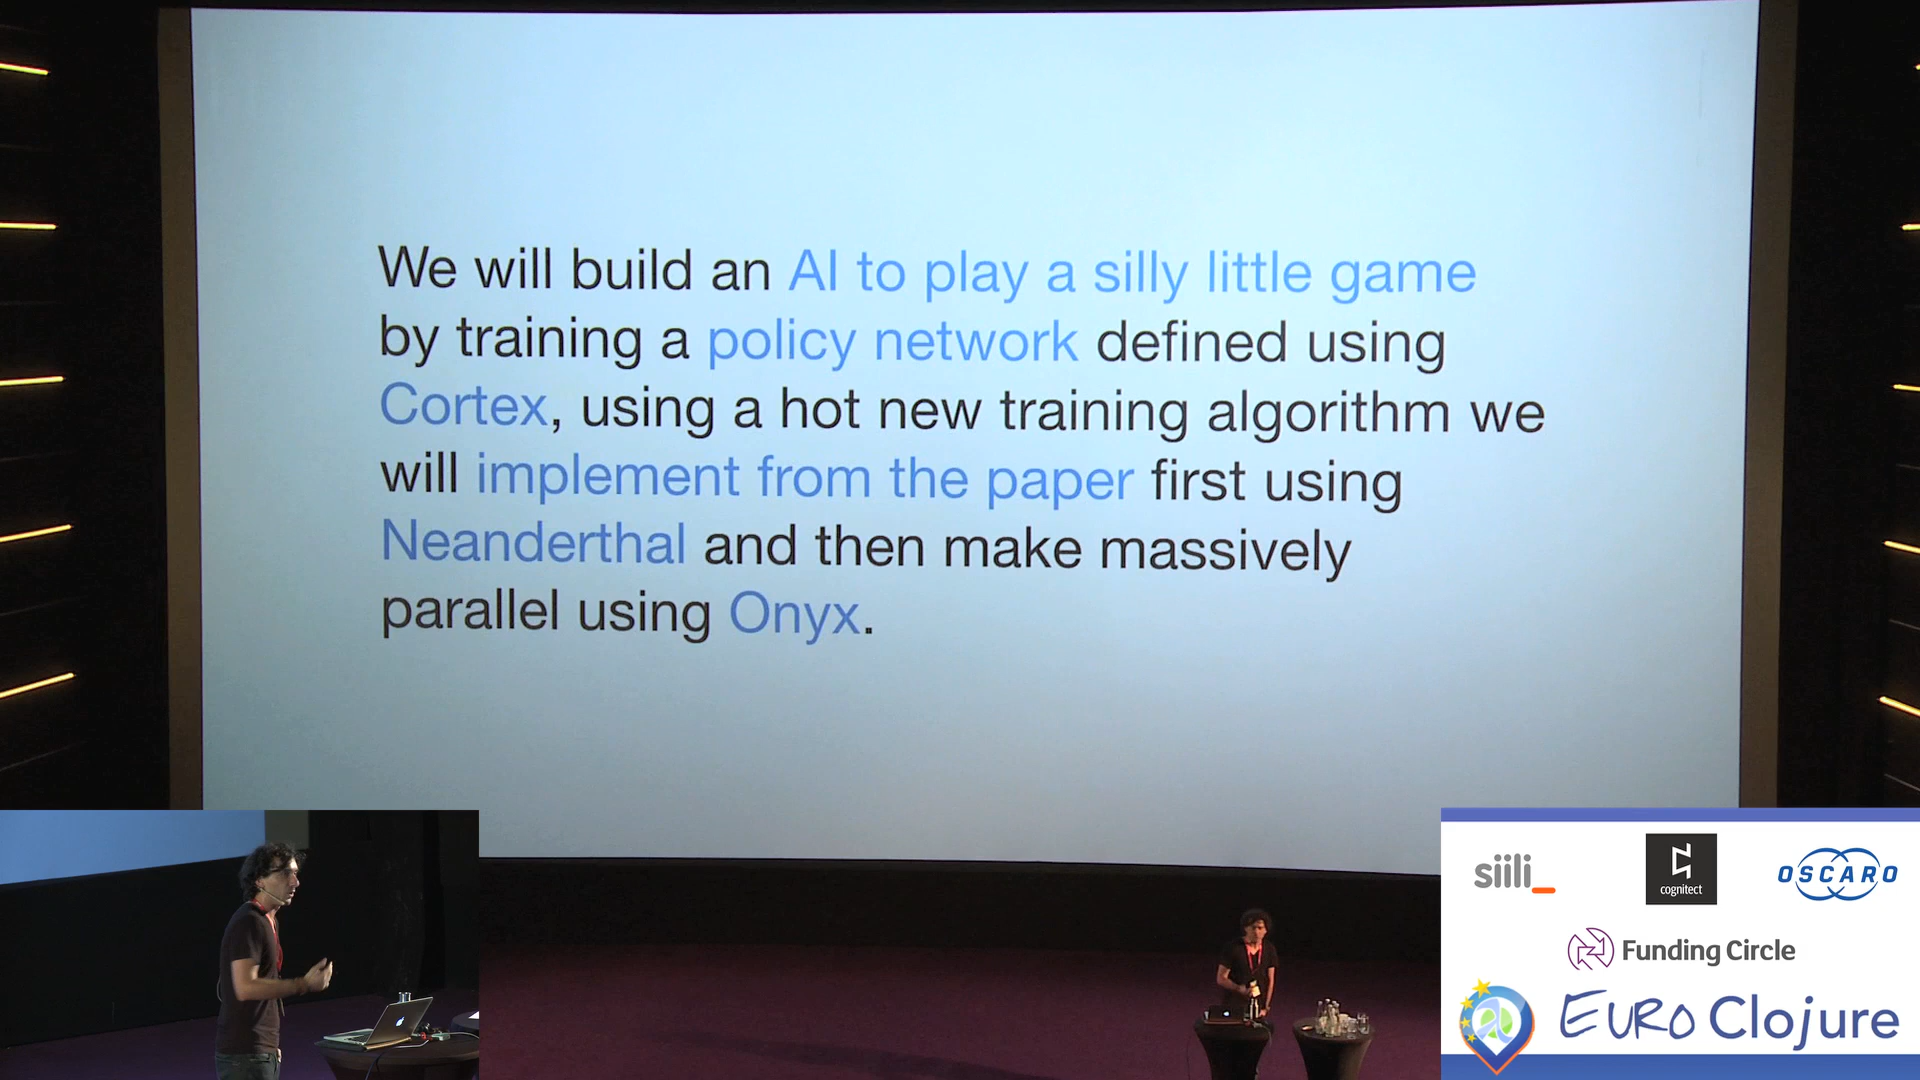 We will build an AI to play a silly little game
by training a policy network defined using
Cortex, using a hot new training algorithm we
will implement from the paper first using
Neanderthal and then make massively
parallel using Onyx.
siili_
cognitect
OSCARO
Funding Circle
EURO Clojure